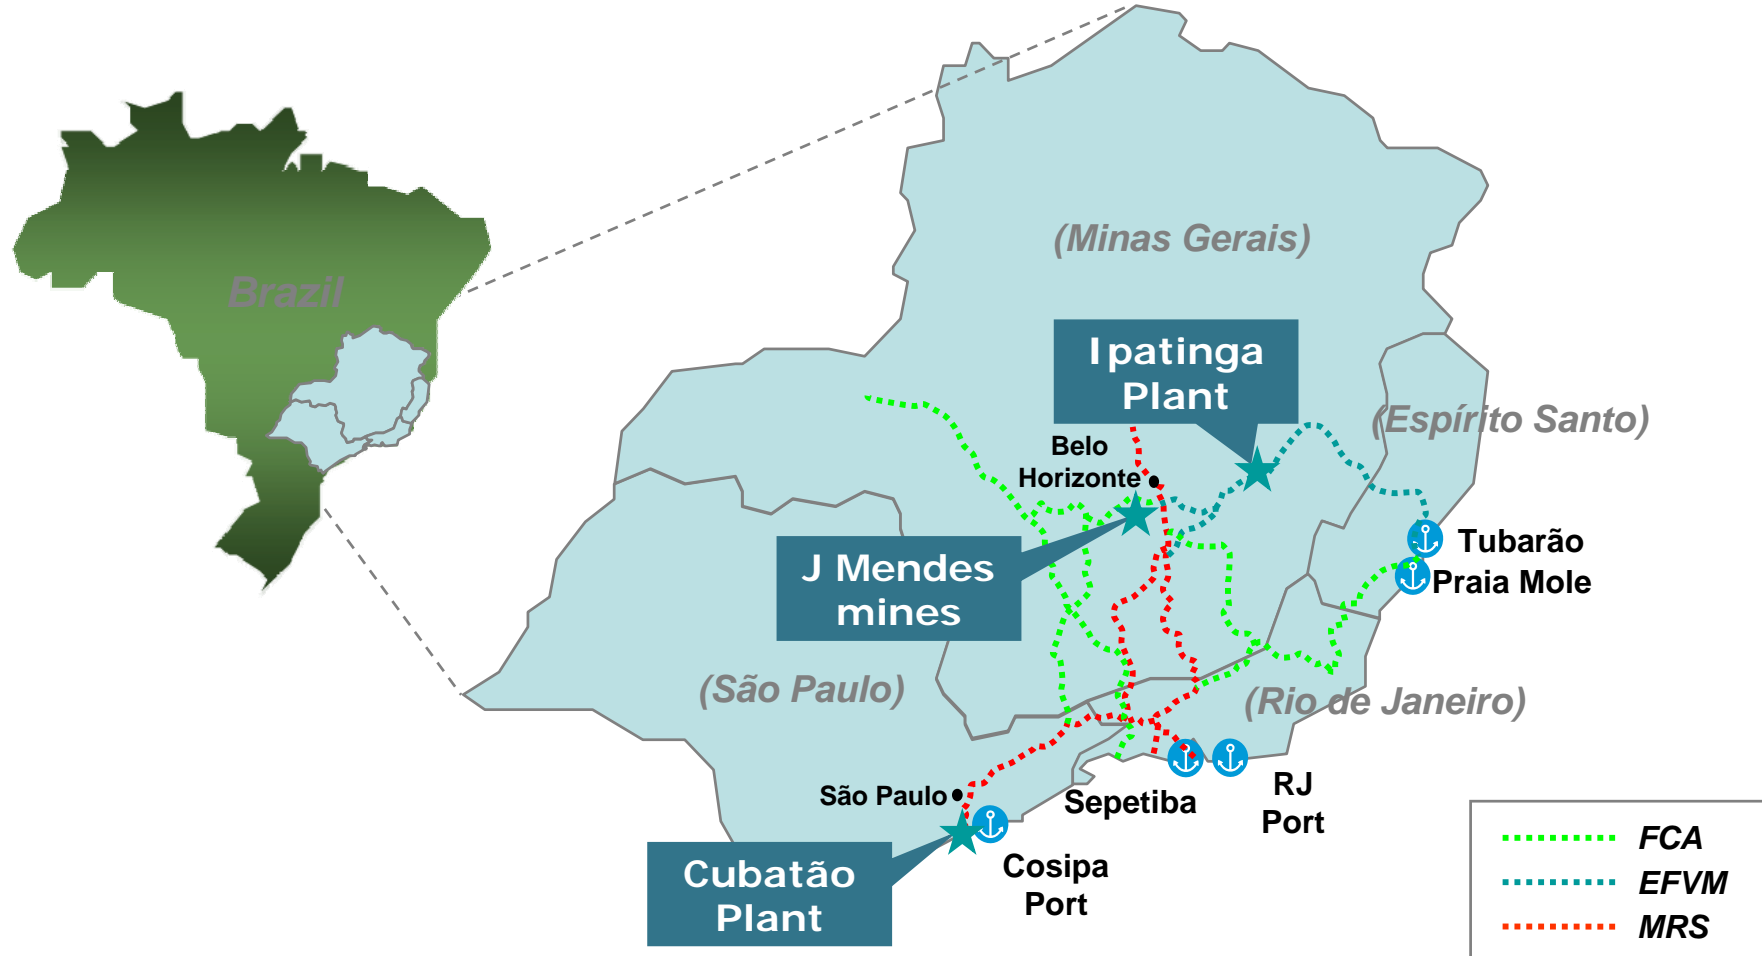 Brazil
(Minas Gerais)
Ipatinga
Plant
(Espírito Santo)
Belo
Horizonte
Tubarão
Praia Mole
J Mendes
mines
(São Paulo)
(Rio de Janeiro)
São Paulo
Sepetiba
RJ
Port
Cubatão
Plant
Cosipa
Port
FCA
EFVM
MRS